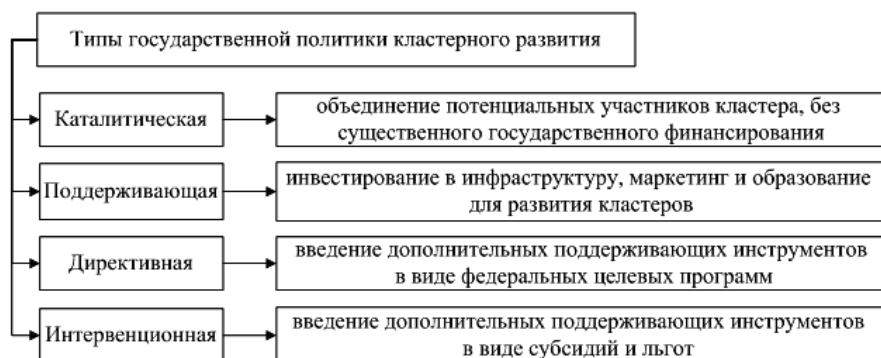 Типы государственной политики кластерного развития
Каталитическая
объединение потенциальных участников кластера, без
существенного государственного финансирования
Поддерживающая
инвестирование в инфраструктуру, маркетинг и образование
для развития кластеров
Директивная
введение дополнительных поддерживающих инструментов
в виде федеральных целевых программ
Интервенционная
введение дополнительных поддерживающих инструментов
в виде субсидий и льгот